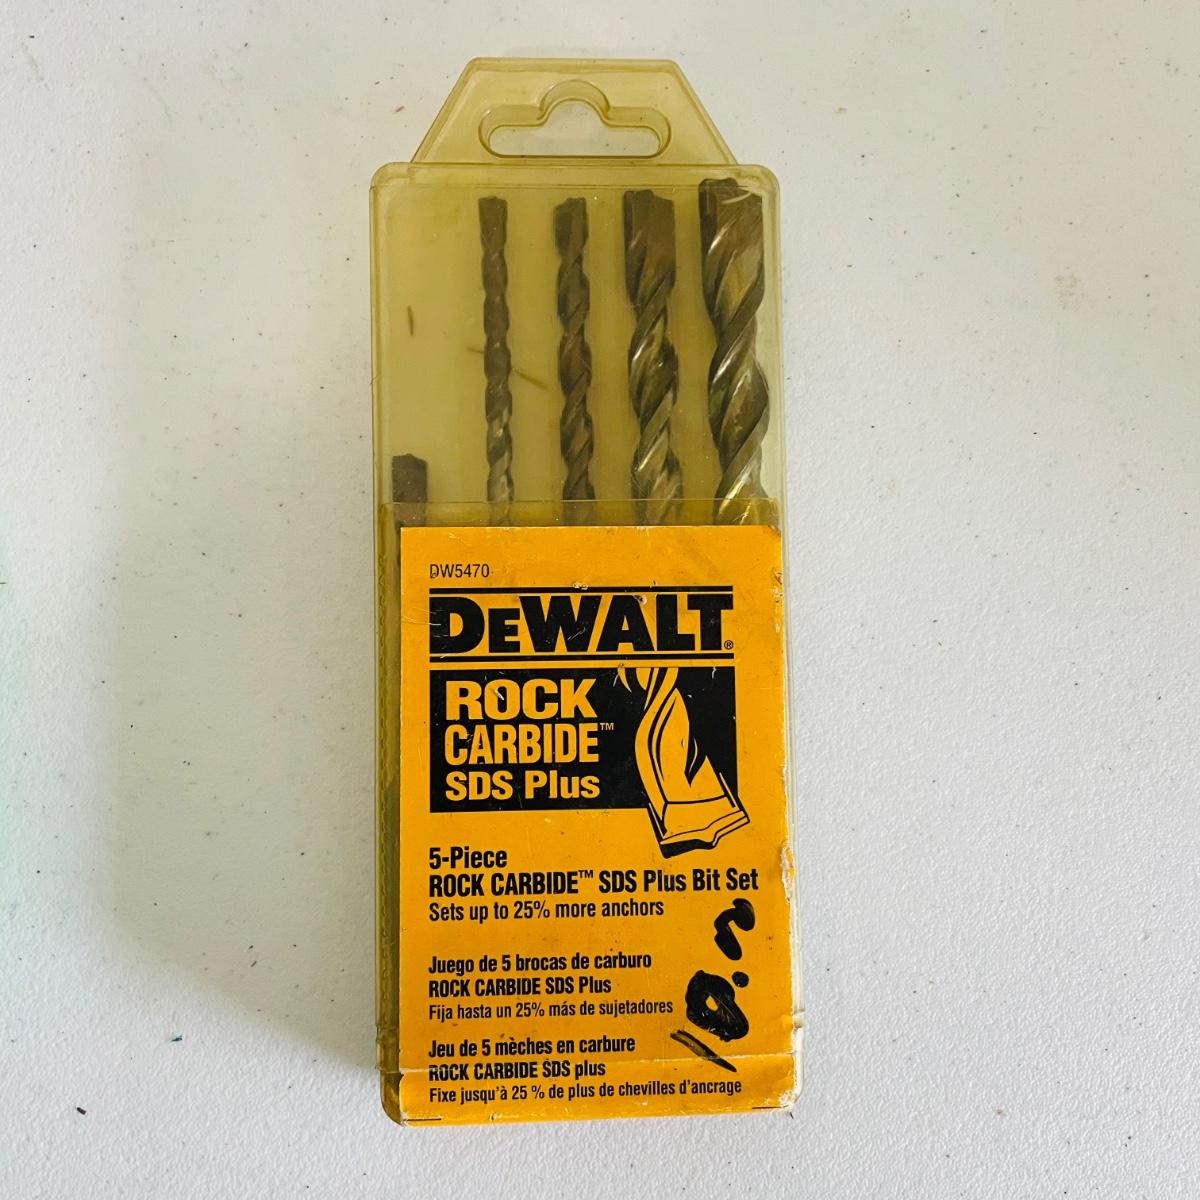 DW5470
DEWALT®
ROCK
CARBIDE™
SDS Plus
5-Piece
ROCK CARBIDE™ SDS Plus Bit Set
Sets up to 25% more anchors
Juego de 5 brocas de carburo
ROCK CARBIDE SDS Plus
Fija hasta un 25% más de sujetadores
Jeu de 5 mèches en carbure
ROCK CARBIDE SDS plus
Fixe jusqu'à 25 % de plus de chevilles d'ancrage